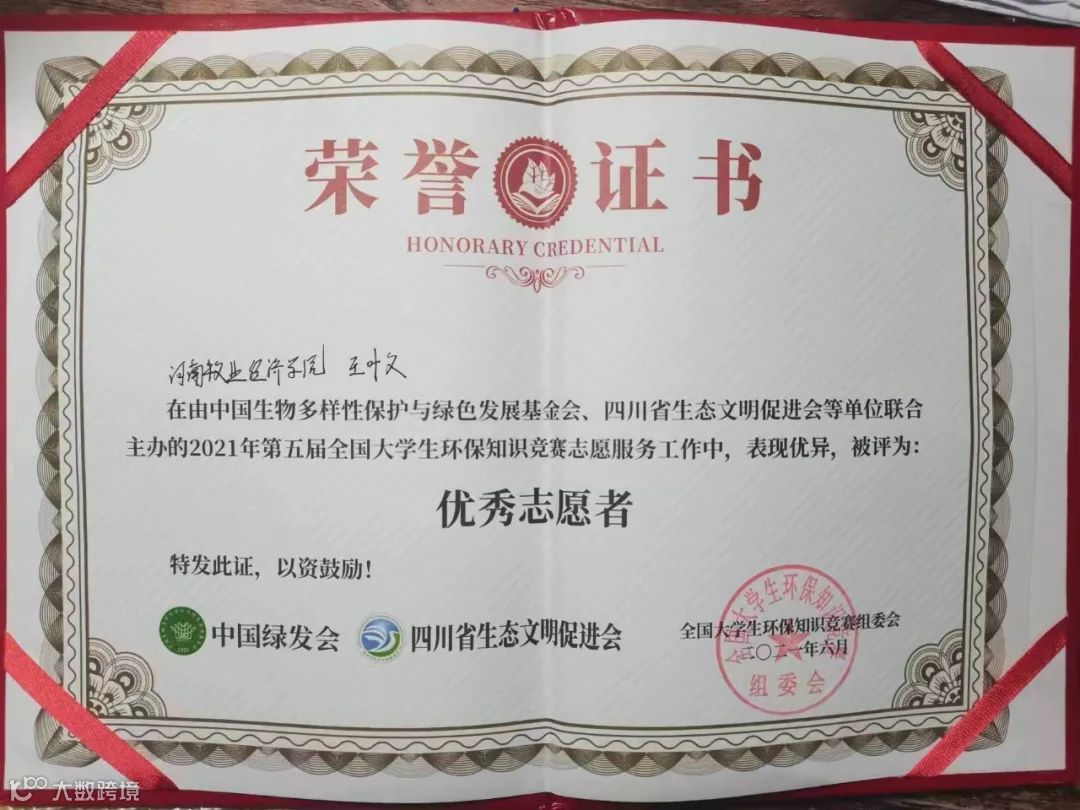 荣誉证书
HONORARY CREDENTIAL
河南牧业经济学院 王叶文
在由中国生物多样性保护与绿色发展基金会、四川省生态文明促进会等单位联合
主办的2021年第五届全国大学生环保知识竞赛志愿服务工作中，表现优异，被评为：
优秀志愿者
特发此证，以资鼓励！
中国绿发会 四川省生态文明促进会
全国大学生环保知识竞赛组委会
二〇二一年六月
组委会
大数跨境